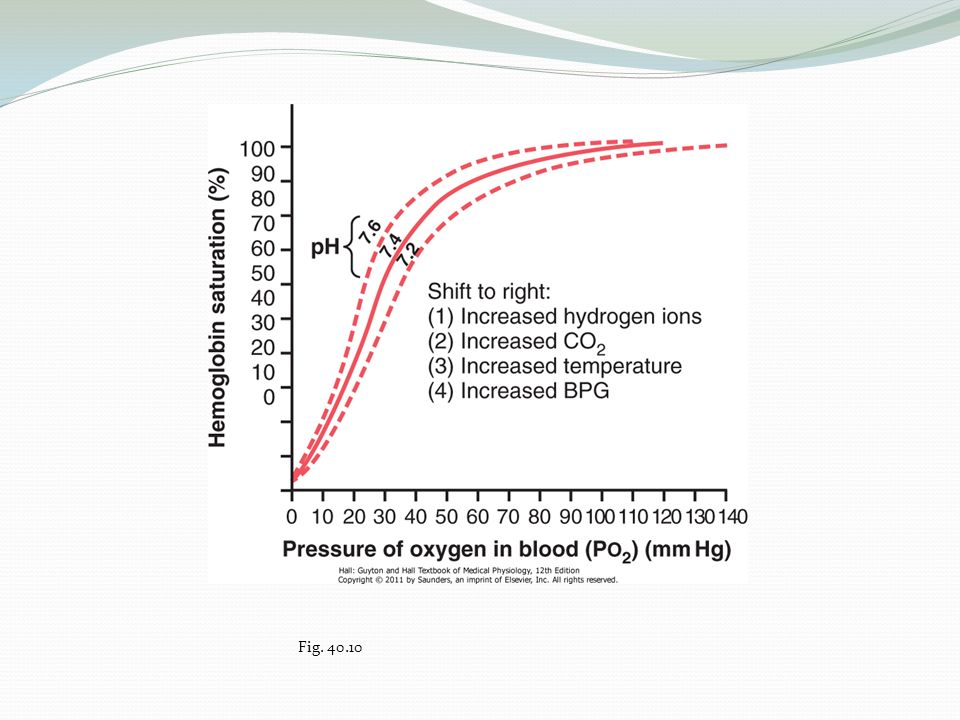 Hemoglobin saturation (%)
100
90
80
70
60
50
40
30
20
10
0
pH
7.6
7.4
7.2
Shift to right:
(1) Increased hydrogen ions
(2) Increased CO₂
(3) Increased temperature
(4) Increased BPG
0 10 20 30 40 50 60 70 80 90 100 110 120 130 140
Pressure of oxygen in blood (PO₂) (mm Hg)
Hall: Guyton and Hall Textbook of Medical Physiology, 12th Edition
Copyright © 2011 by Saunders, an imprint of Elsevier, Inc. All rights reserved.
Fig. 40.10